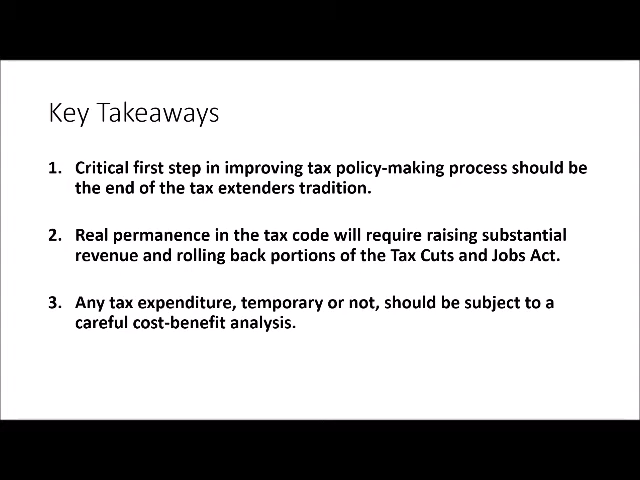 Key Takeaways
1. Critical first step in improving tax policy-making process should be
the end of the tax extenders tradition.
2. Real permanence in the tax code will require raising substantial
revenue and rolling back portions of the Tax Cuts and Jobs Act.
3. Any tax expenditure, temporary or not, should be subject to a
careful cost-benefit analysis.